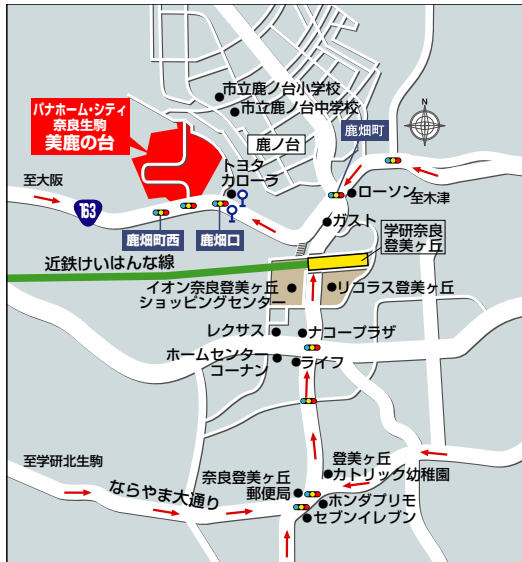 市立鹿ノ台小学校
市立鹿ノ台中学校
パナホーム・シティ
奈良生駒
美鹿の台
鹿ノ台
鹿畑町
N
トヨタ
カローラ
至大阪
163
ローソン
至木津
ガスト
鹿畑町西
鹿畑口
学研奈良
登美ヶ丘
近鉄けいはんな線
イオン奈良登美ヶ丘
ショッピングセンター
リコラス登美ヶ丘
レクサス
ナコープラザ
ホームセンター
コーナン
ライフ
至学研北生駒
登美ヶ丘
カトリック幼稚園
奈良登美ヶ丘
郵便局
ならやま大通り
ホンダプリモ
セブンイレブン